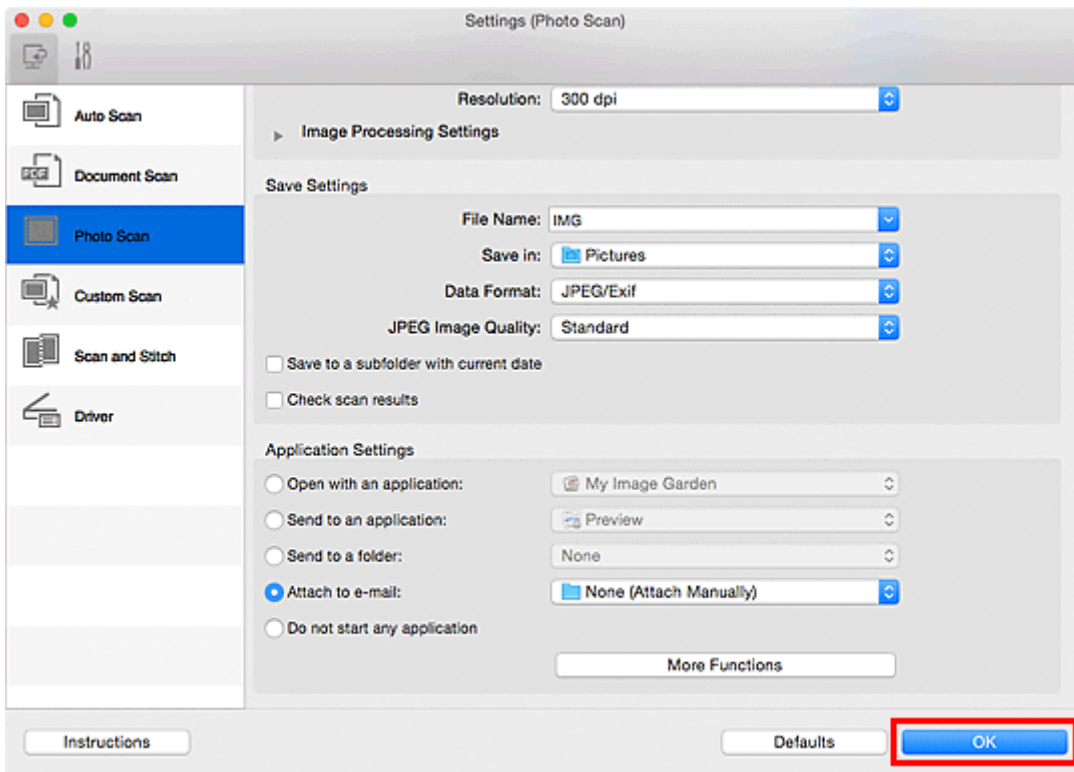 Settings (Photo Scan)
Auto Scan
PDF
Document Scan
Photo Scan
Custom Scan
Scan and Stitch
Driver
Resolution: 300 dpi
Image Processing Settings
Save Settings
File Name: IMG
Save in: Pictures
Data Format: JPEG/Exif
JPEG Image Quality: Standard
Save to a subfolder with current date
Check scan results
Application Settings
Open with an application: My Image Garden
Send to an application: Preview
Send to a folder: None
Attach to e-mail: None (Attach Manually)
Do not start any application
More Functions
Instructions Defaults OK